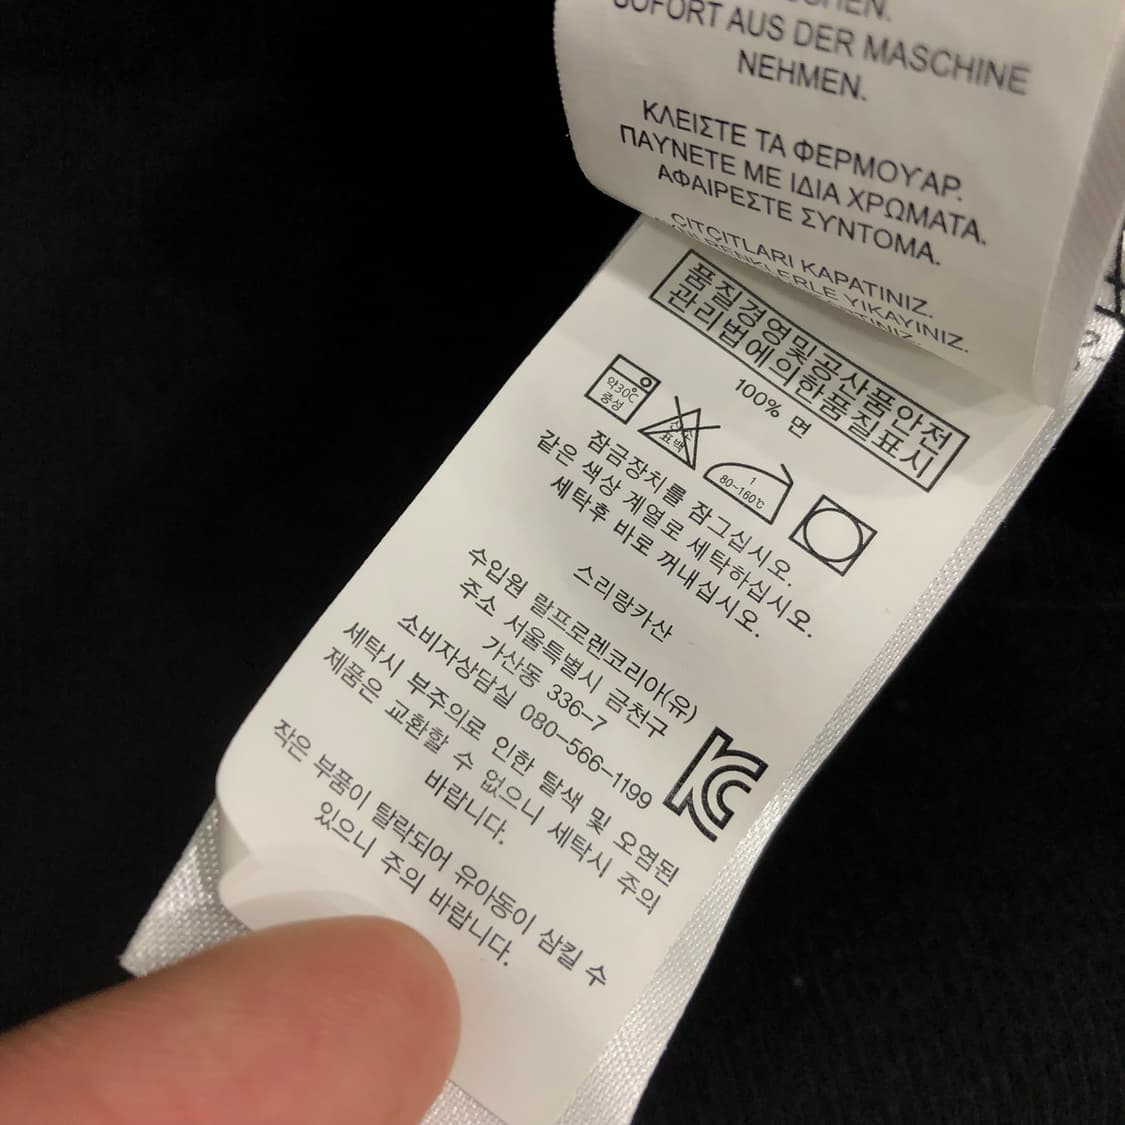 SOFORT AUS DER MASCHINE
NEHMEN.
ΚΛΕΙΣΤΕ ΤΑ ΦΕΡΜΟΥΑΡ.
ΠΛΥΝΕΤΕ ΜΕ ΙΔΙΑ ΧΡΩΜΑΤΑ.
ΑΦΑΙΡΕΣΤΕ ΣΥΝΤΟΜΑ.
CITCITLARI KAPATINIZ.
RENKLERLE YIKAYINIZ.
품질경영및공산품안전
관리법에의한품질표시
100% 면
약30℃
중성
산소
표백
1
80~160℃
잠금장치를 잠그십시오.
같은 색상 계열로 세탁하십시오.
세탁후 바로 꺼내십시오.
스리랑카산
수입원 랄프로렌코리아(유)
주소 서울특별시 금천구
가산동 336-7
소비자상담실 080-566-1199
세탁시 부주의로 인한 탈색 및 오염된
제품은 교환할 수 없으니 세탁시 주의
바랍니다.
작은 부품이 탈락되어 유아동이 삼킬 수
있으니 주의 바랍니다.
KC